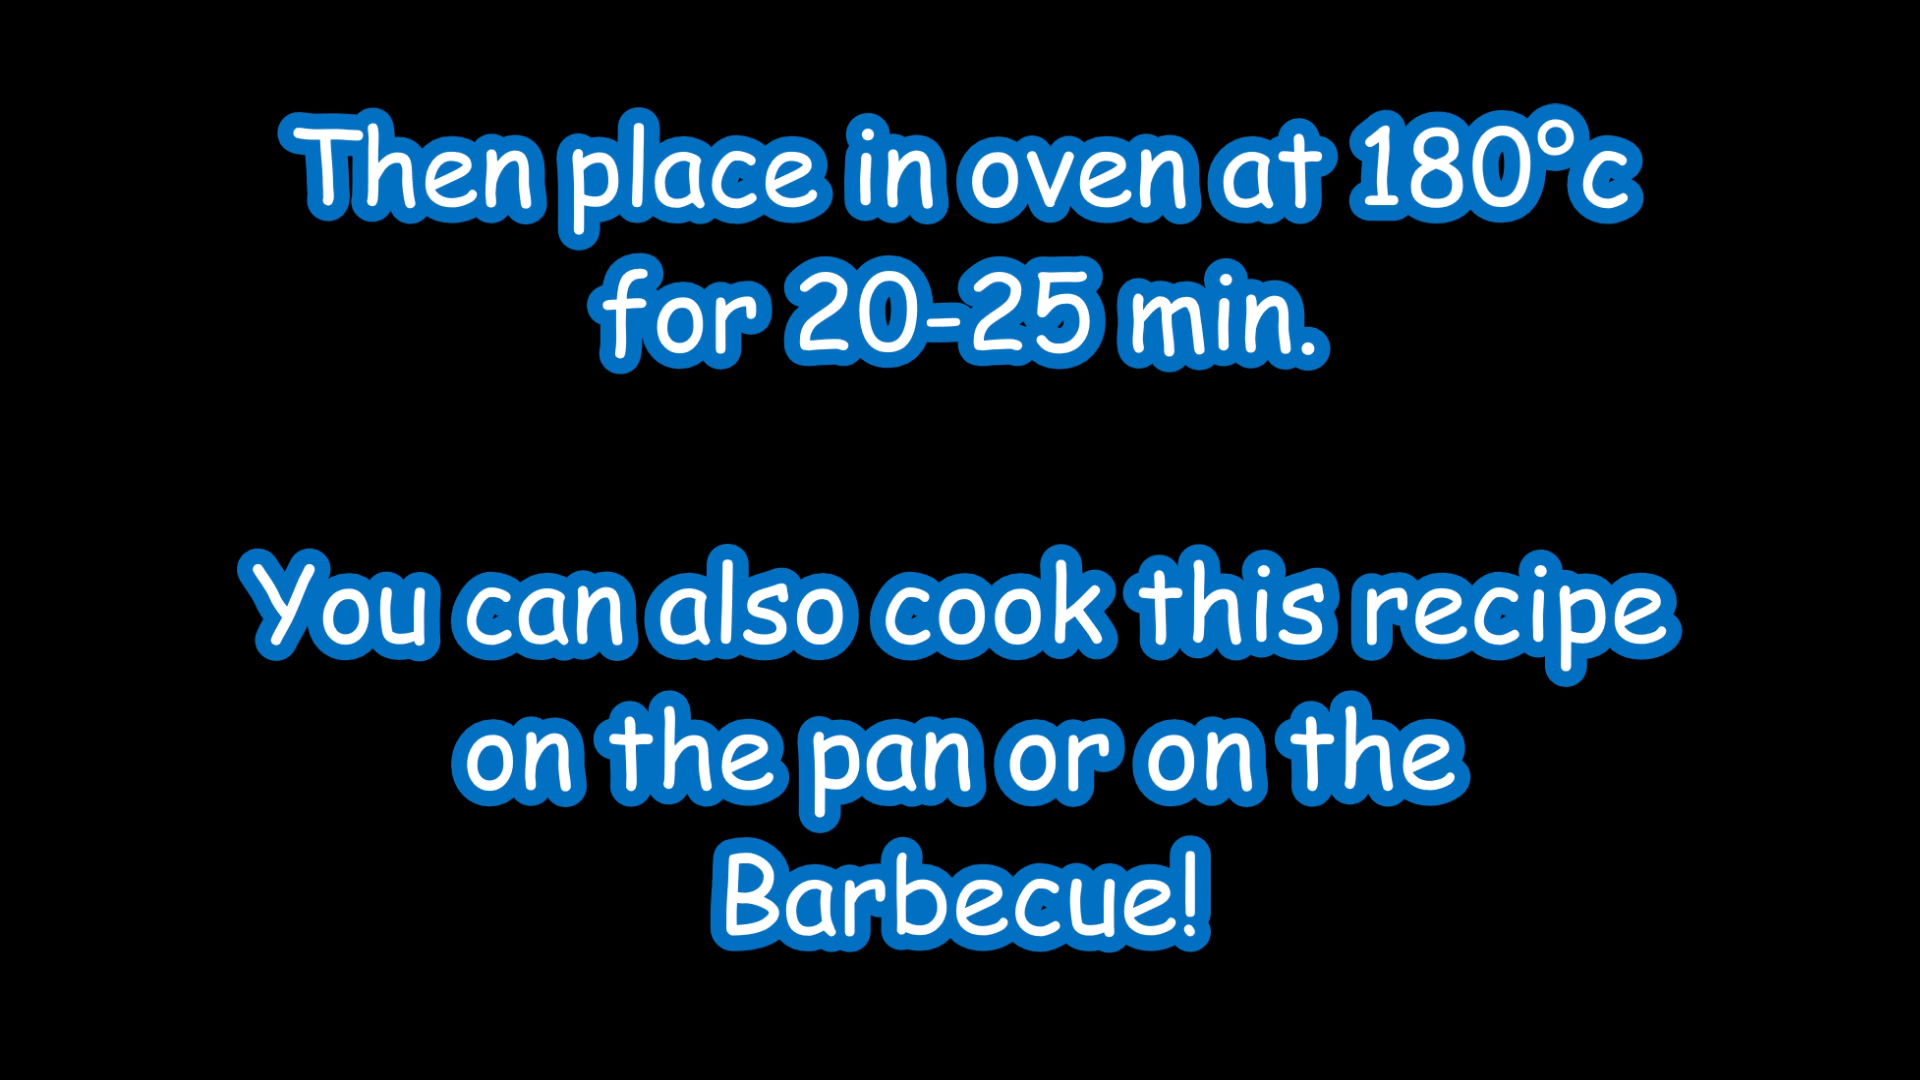 Then place in oven at 180°c
for 20-25 min.
You can also cook this recipe
on the pan or on the
Barbecue!